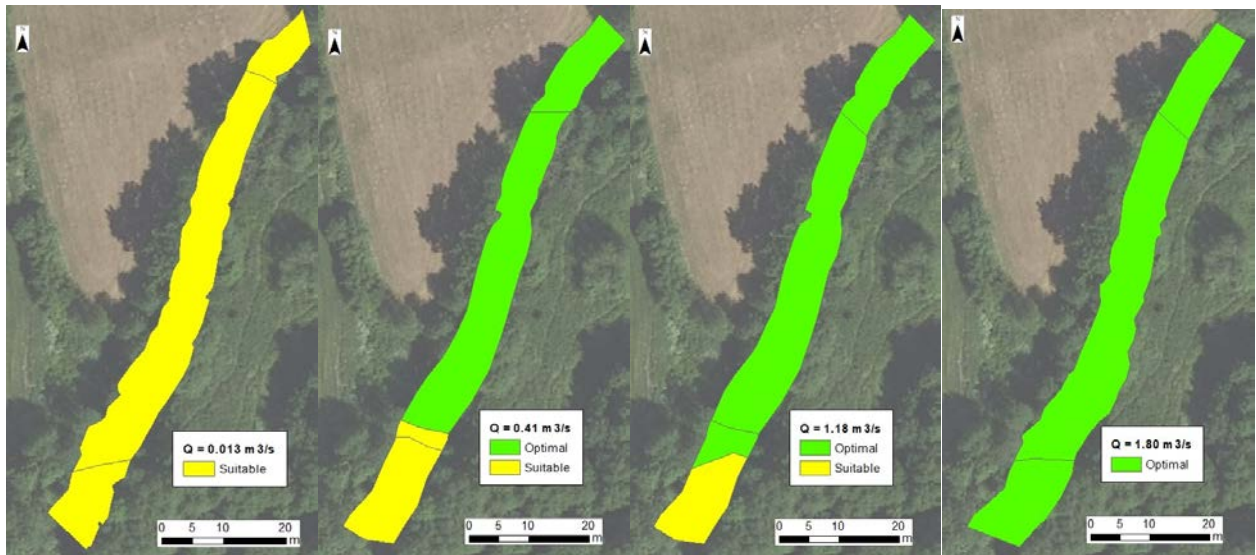 N
Q = 0.013 m 3/s
Suitable
0 5 10 20
m
N
Q = 0.41 m 3/s
Optimal
Suitable
0 5 10 20
m
N
Q = 1.18 m 3/s
Optimal
Suitable
0 5 10 20
m
N
Q = 1.80 m 3/s
Optimal
0 5 10 20
m